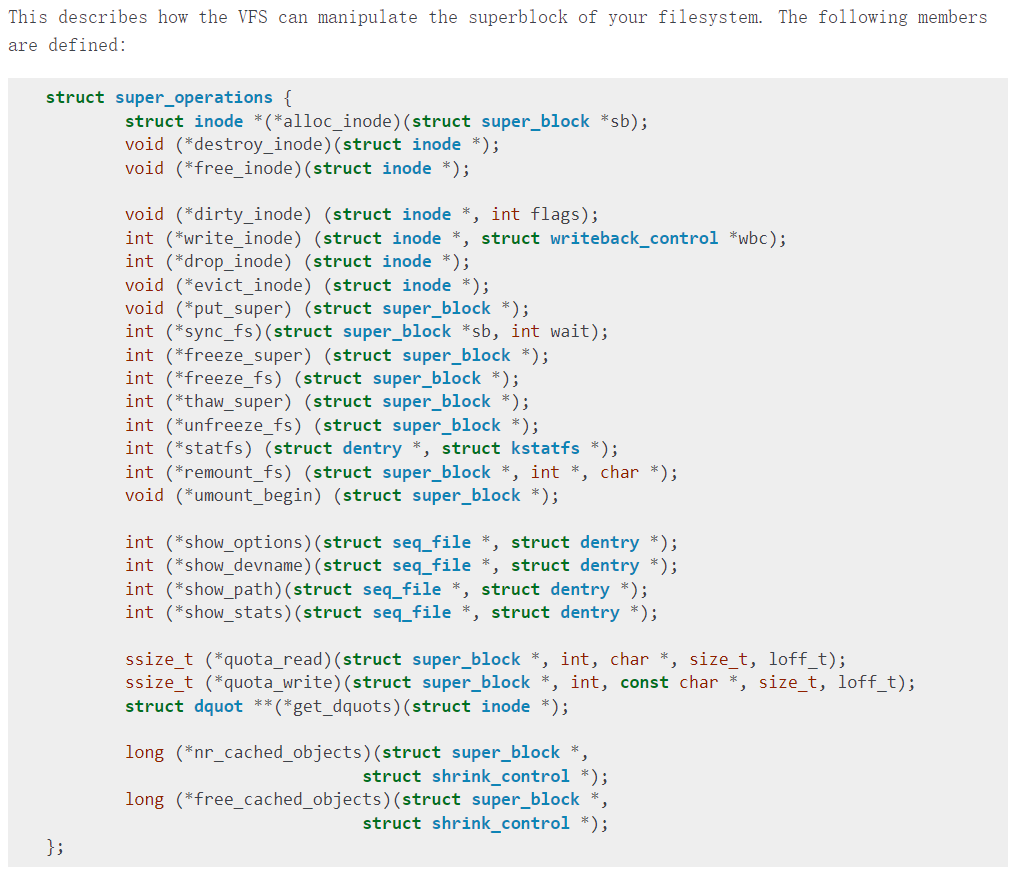 This describes how the VFS can manipulate the superblock of your filesystem. The following members
are defined:
struct super_operations {
        struct inode *(*alloc_inode)(struct super_block *sb);
        void (*destroy_inode)(struct inode *);
        void (*free_inode)(struct inode *);

        void (*dirty_inode) (struct inode *, int flags);
        int (*write_inode) (struct inode *, struct writeback_control *wbc);
        int (*drop_inode) (struct inode *);
        void (*evict_inode) (struct inode *);
        void (*put_super) (struct super_block *);
        int (*sync_fs)(struct super_block *sb, int wait);
        int (*freeze_super) (struct super_block *);
        int (*freeze_fs) (struct super_block *);
        int (*thaw_super) (struct super_block *);
        int (*unfreeze_fs) (struct super_block *);
        int (*statfs) (struct dentry *, struct kstatfs *);
        int (*remount_fs) (struct super_block *, int *, char *);
        void (*umount_begin) (struct super_block *);

        int (*show_options)(struct seq_file *, struct dentry *);
        int (*show_devname)(struct seq_file *, struct dentry *);
        int (*show_path)(struct seq_file *, struct dentry *);
        int (*show_stats)(struct seq_file *, struct dentry *);

        ssize_t (*quota_read)(struct super_block *, int, char *, size_t, loff_t);
        ssize_t (*quota_write)(struct super_block *, int, const char *, size_t, loff_t);
        struct dquot **(*get_dquots)(struct inode *);

        long (*nr_cached_objects)(struct super_block *,
                                struct shrink_control *);
        long (*free_cached_objects)(struct super_block *,
                                struct shrink_control *);
};